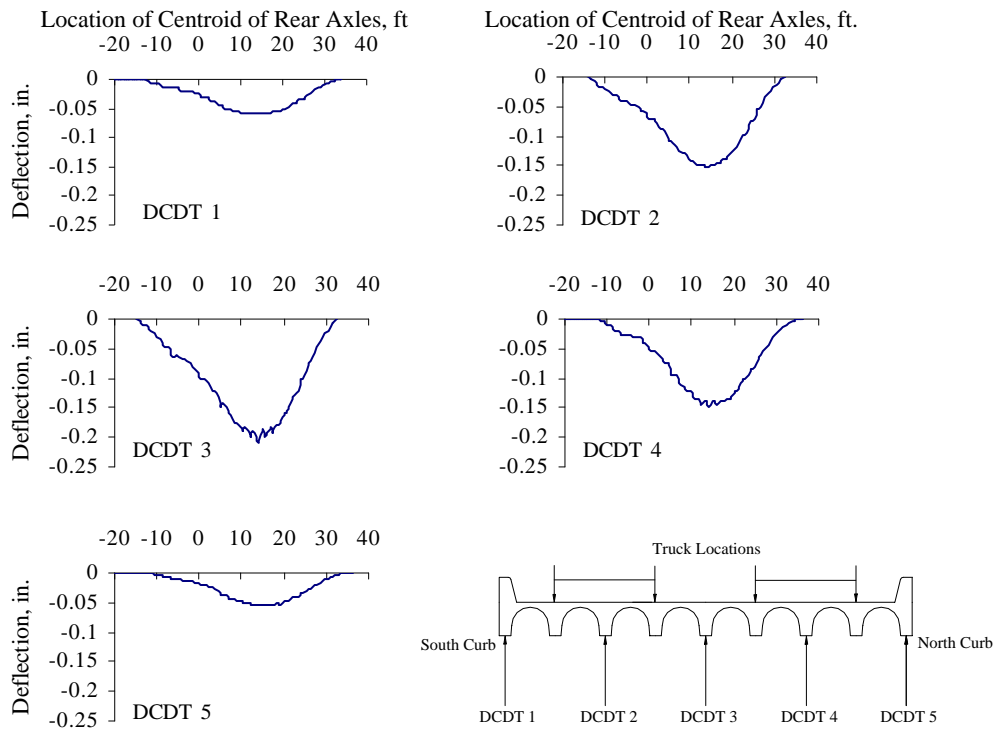 Location of Centroid of Rear Axles, ft
-20 -10 0 10 20 30 40
Deflection, in.
0
-0.05
-0.1
-0.15
-0.2
-0.25
DCDT 1
Location of Centroid of Rear Axles, ft.
-20 -10 0 10 20 30 40
0
-0.05
-0.1
-0.15
-0.2
-0.25
DCDT 2
-20 -10 0 10 20 30 40
Deflection, in.
0
-0.05
-0.1
-0.15
-0.2
-0.25
DCDT 3
-20 -10 0 10 20 30 40
0
-0.05
-0.1
-0.15
-0.2
-0.25
DCDT 4
-20 -10 0 10 20 30 40
Deflection, in.
0
-0.05
-0.1
-0.15
-0.2
-0.25
DCDT 5
Truck Locations
South Curb
North Curb
DCDT 1 DCDT 2 DCDT 3 DCDT 4 DCDT 5